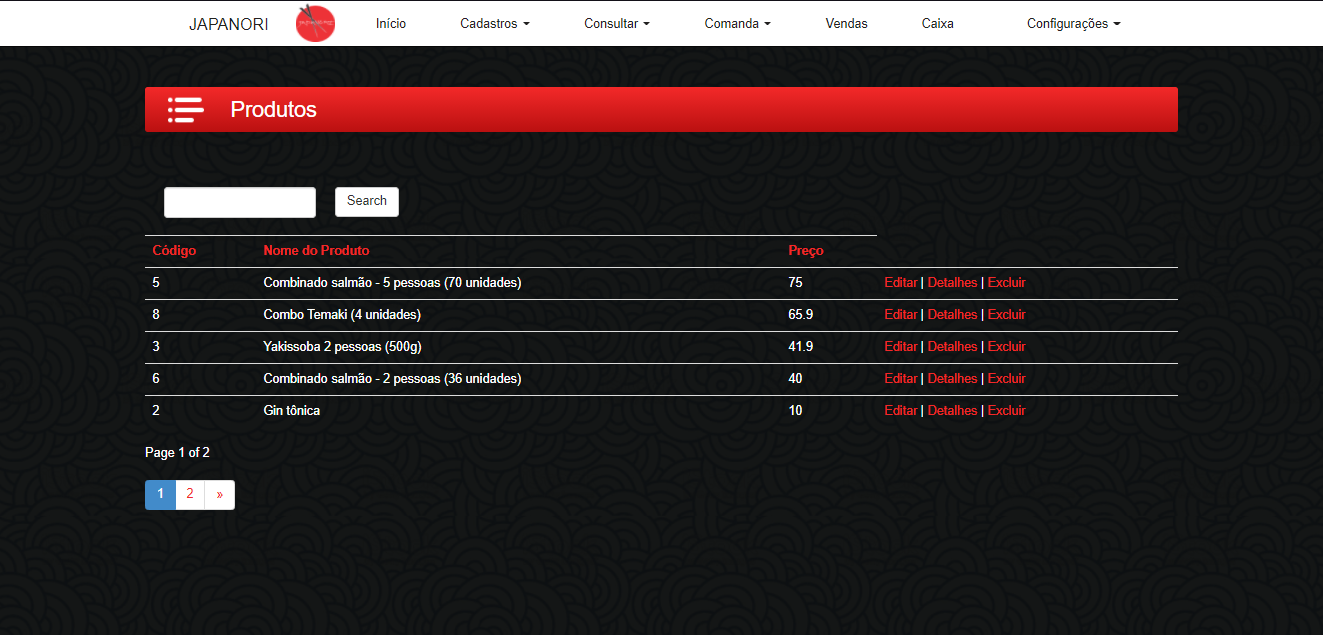 JAPANORI Início Cadastros Consultar Comanda Vendas Caixa Configurações
Produtos
Search
Código Nome do Produto Preço
5 Combinado salmão - 5 pessoas (70 unidades) 75 Editar | Detalhes | Excluir
8 Combo Temaki (4 unidades) 65.9 Editar | Detalhes | Excluir
3 Yakissoba 2 pessoas (500g) 41.9 Editar | Detalhes | Excluir
6 Combinado salmão - 2 pessoas (36 unidades) 40 Editar | Detalhes | Excluir
2 Gin tônica 10 Editar | Detalhes | Excluir
Page 1 of 2
1 2 »